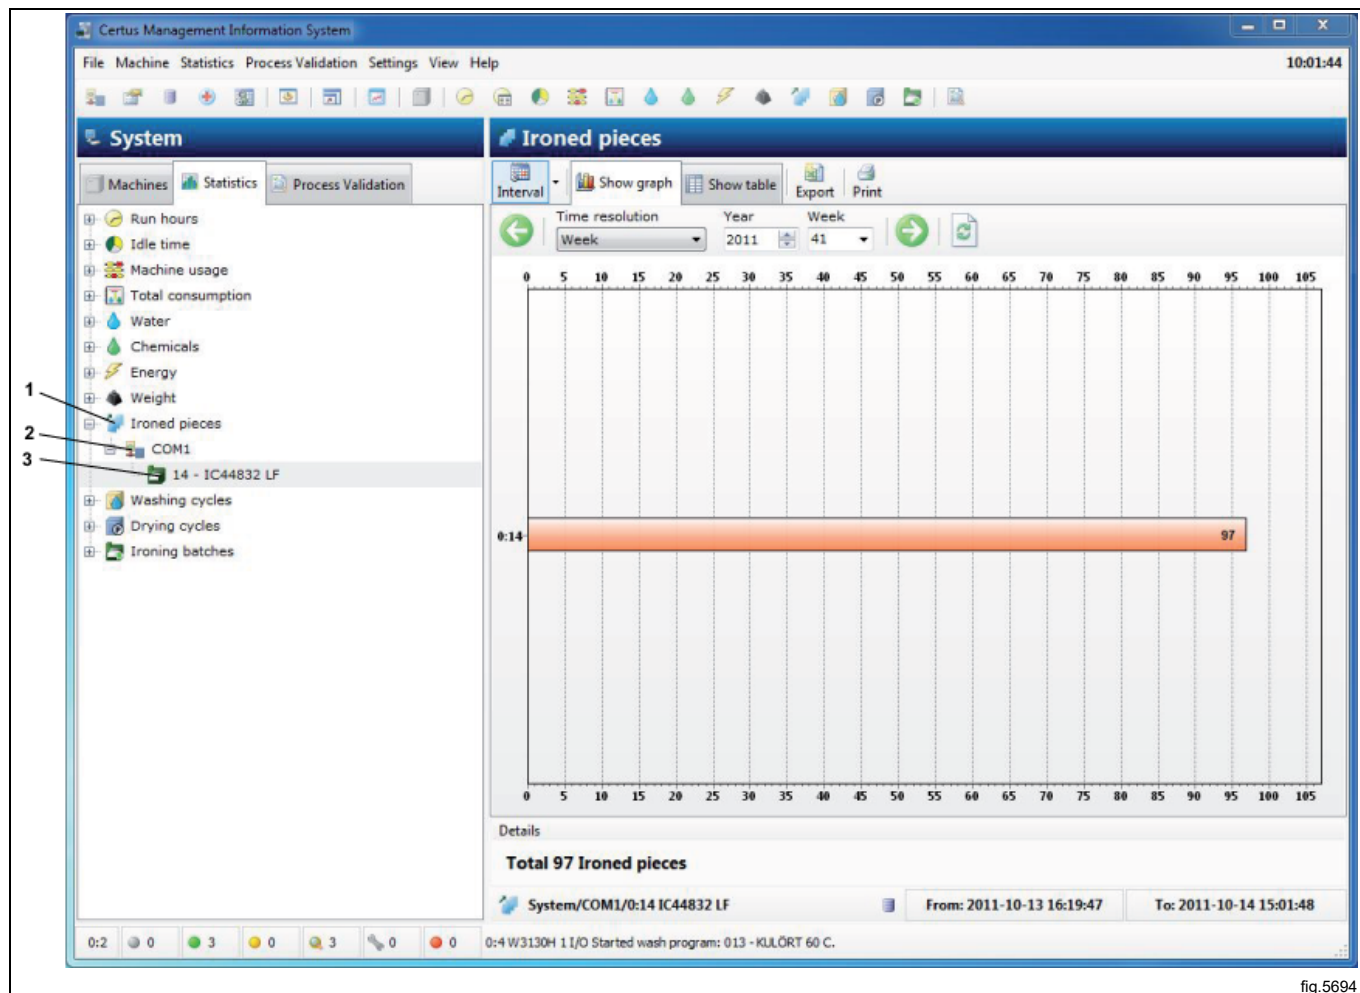 Certus Management Information System
File Machine Statistics Process Validation Settings View Help 10:01:44
System
Machines Statistics Process Validation
Run hours
Idle time
Machine usage
Total consumption
Water
Chemicals
Energy
1
Weight
Ironed pieces
2
COM1
3
14 - IC44832 LF
Washing cycles
Drying cycles
Ironing batches
Ironed pieces
Interval Show graph Show table Export Print
Time resolution Year Week
Week 2011 41
0 5 10 15 20 25 30 35 40 45 50 55 60 65 70 75 80 85 90 95 100 105
0:14 97
0 5 10 15 20 25 30 35 40 45 50 55 60 65 70 75 80 85 90 95 100 105
Details
Total 97 Ironed pieces
System/COM1/0:14 IC44832 LF From: 2011-10-13 16:19:47 To: 2011-10-14 15:01:48
0:2 0 3 0 3 0 0 0:4 W3130H 1 I/O Started wash program: 013 - KULÖRT 60 C.
fig.5694